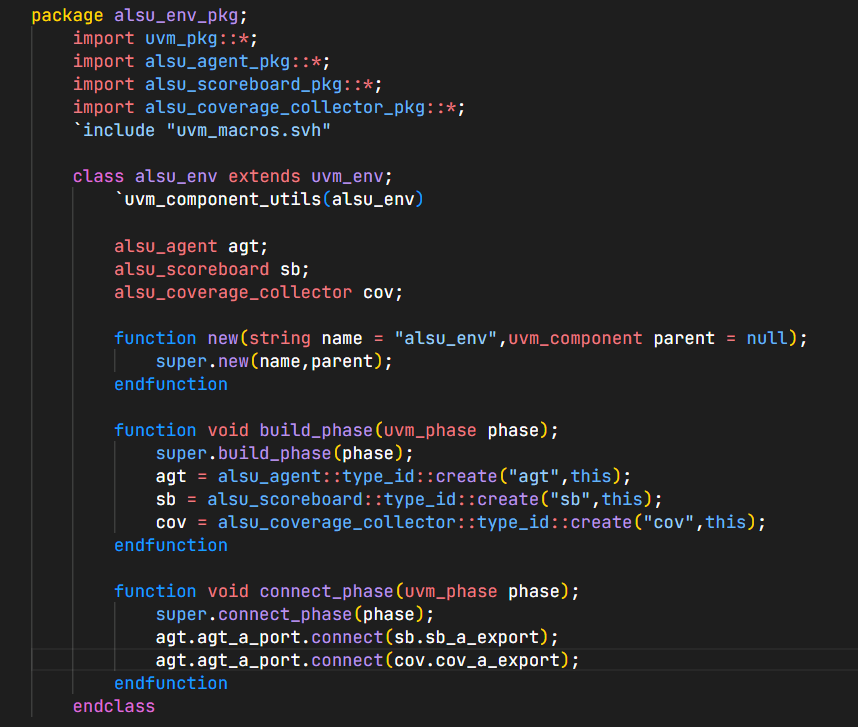 package alsu_env_pkg;
    import uvm_pkg::*;
    import alsu_agent_pkg::*;
    import alsu_scoreboard_pkg::*;
    import alsu_coverage_collector_pkg::*;
    `include "uvm_macros.svh"

    class alsu_env extends uvm_env;
        `uvm_component_utils(alsu_env)

        alsu_agent agt;
        alsu_scoreboard sb;
        alsu_coverage_collector cov;

        function new(string name = "alsu_env",uvm_component parent = null);
            super.new(name,parent);
        endfunction

        function void build_phase(uvm_phase phase);
            super.build_phase(phase);
            agt = alsu_agent::type_id::create("agt",this);
            sb = alsu_scoreboard::type_id::create("sb",this);
            cov = alsu_coverage_collector::type_id::create("cov",this);
        endfunction

        function void connect_phase(uvm_phase phase);
            super.connect_phase(phase);
            agt.agt_a_port.connect(sb.sb_a_export);
            agt.agt_a_port.connect(cov.cov_a_export);
        endfunction
    endclass